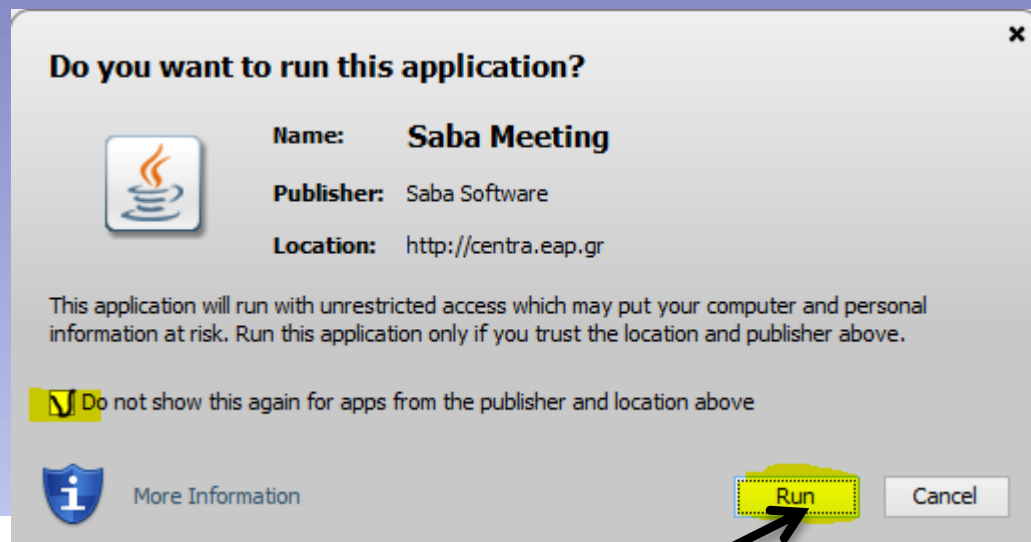 Do you want to run this application?
Name: Saba Meeting
Publisher: Saba Software
Location: http://centra.eap.gr
This application will run with unrestricted access which may put your computer and personal
information at risk. Run this application only if you trust the location and publisher above.
Do not show this again for apps from the publisher and location above
More Information
Run
Cancel